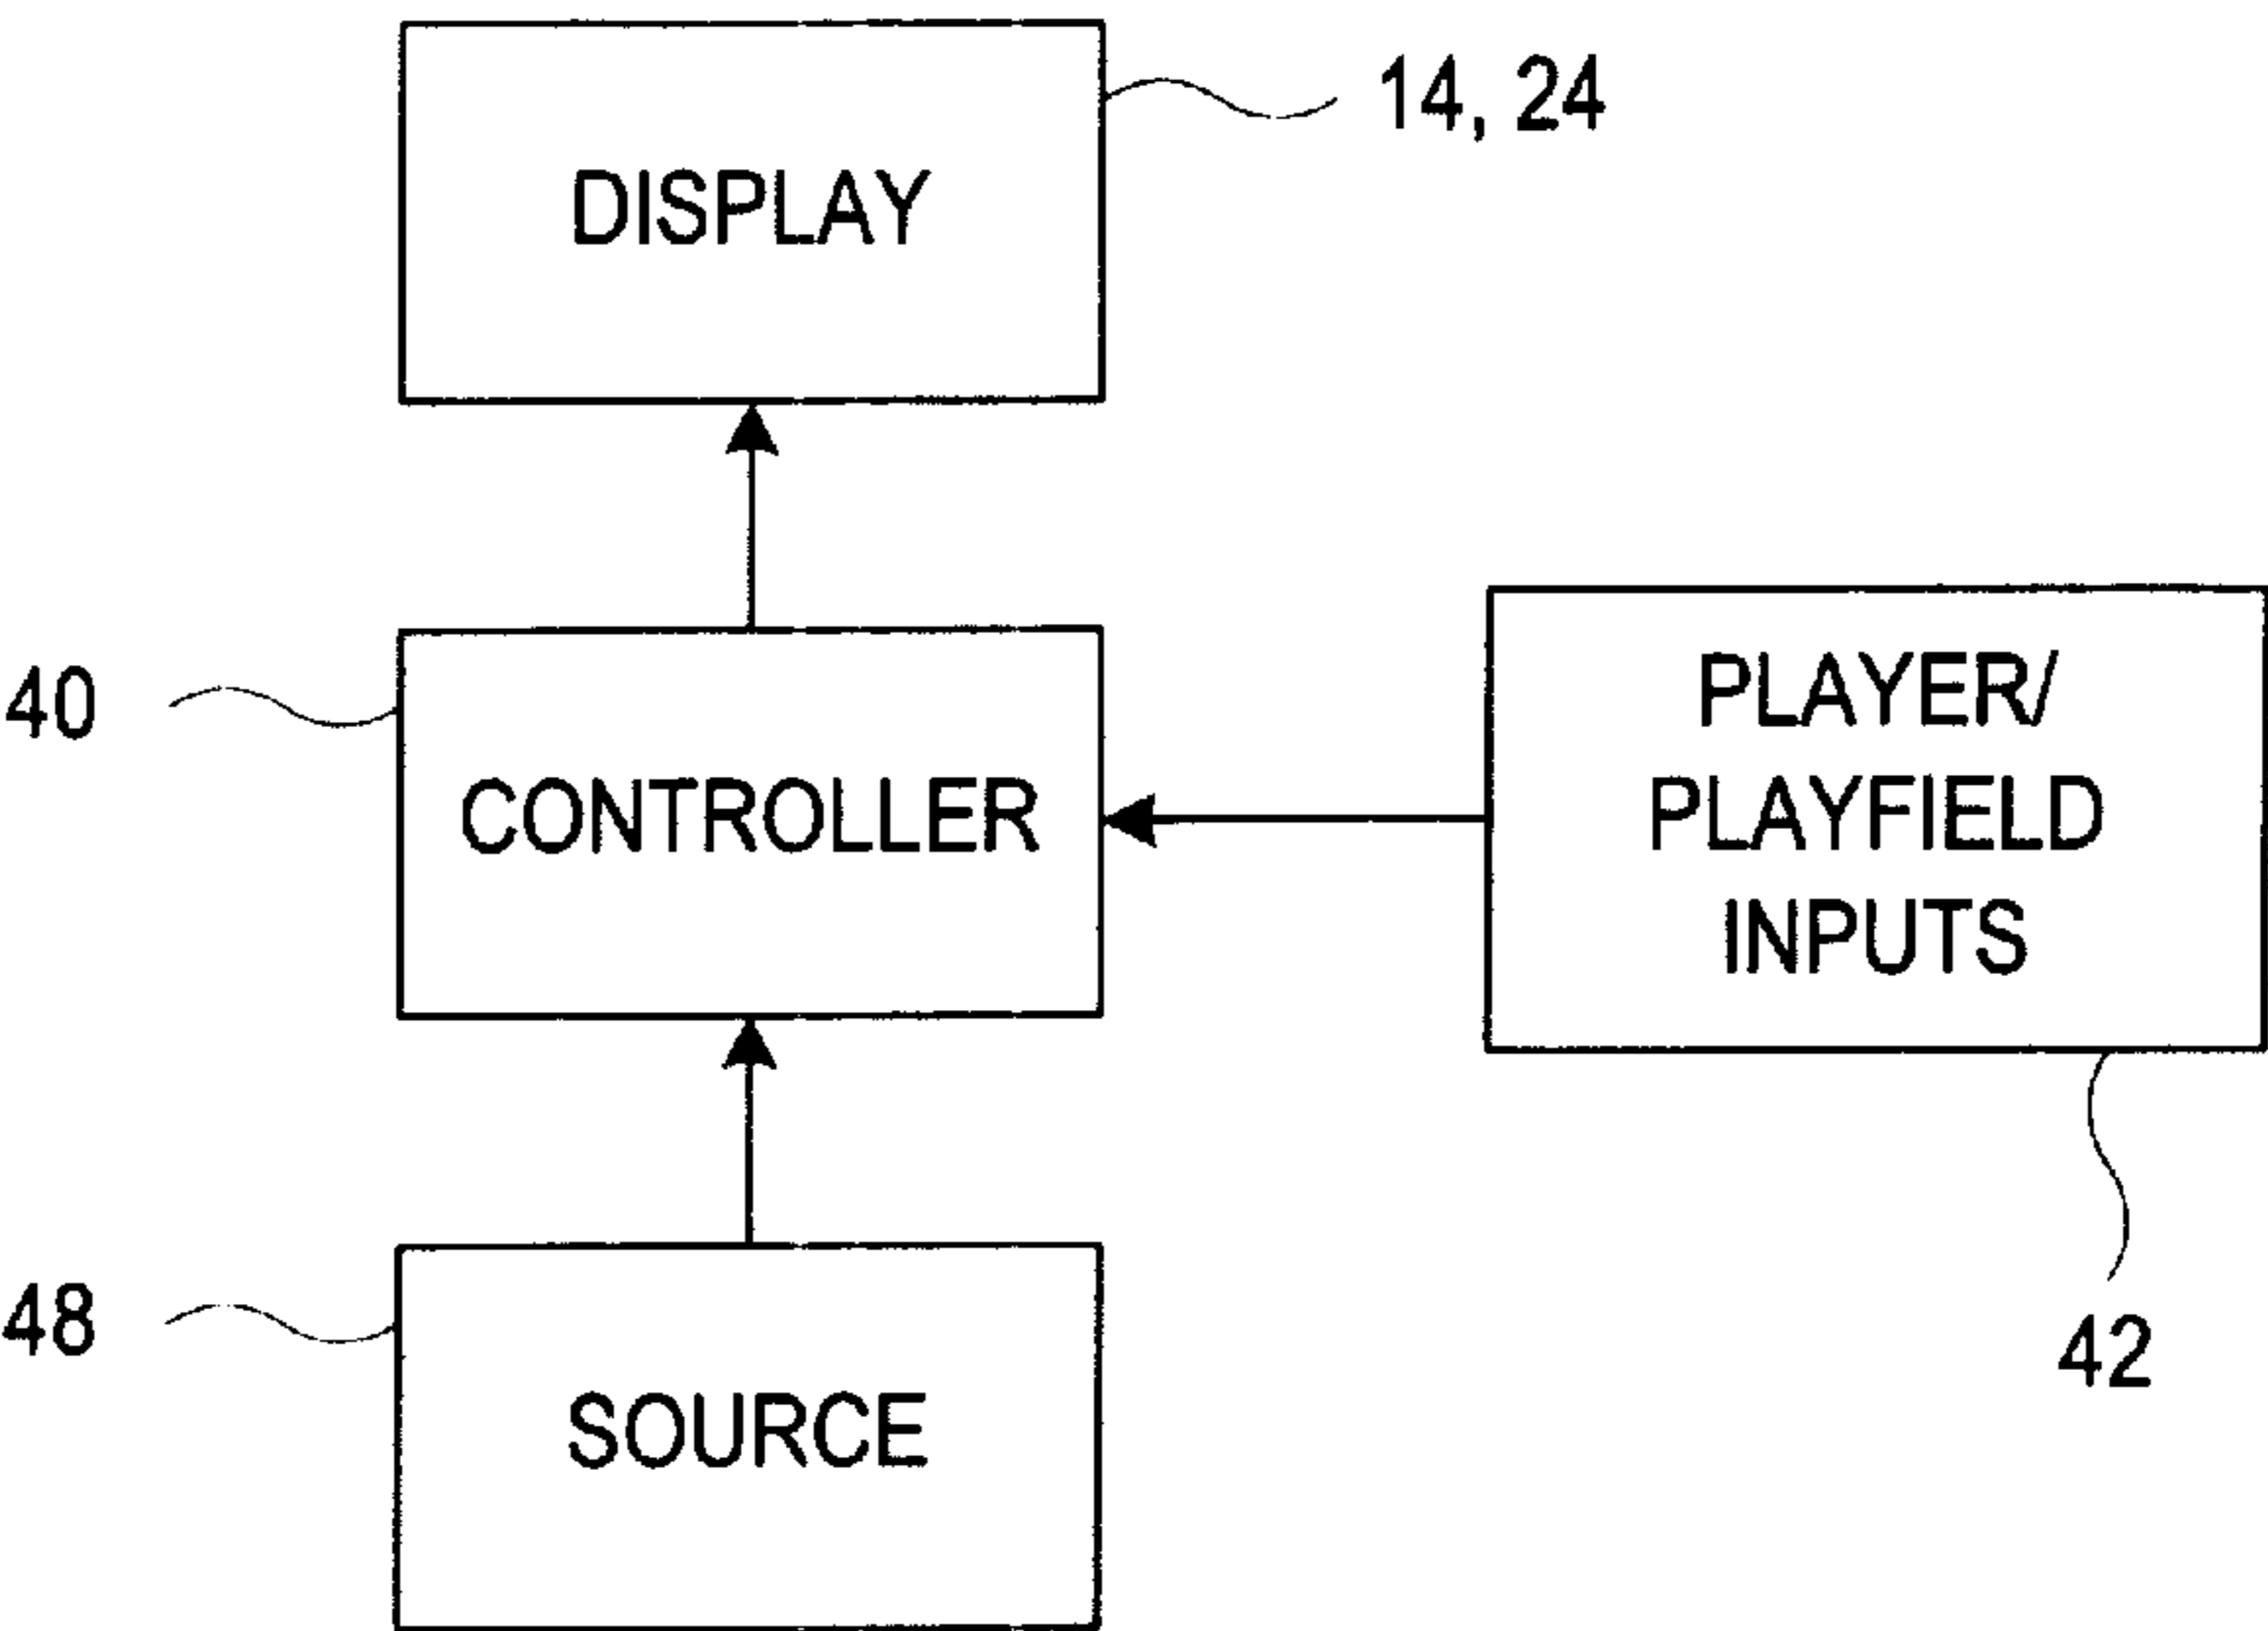 DISPLAY
14, 24
40
CONTROLLER
PLAYER/
PLAYFIELD
INPUTS
48
SOURCE
42